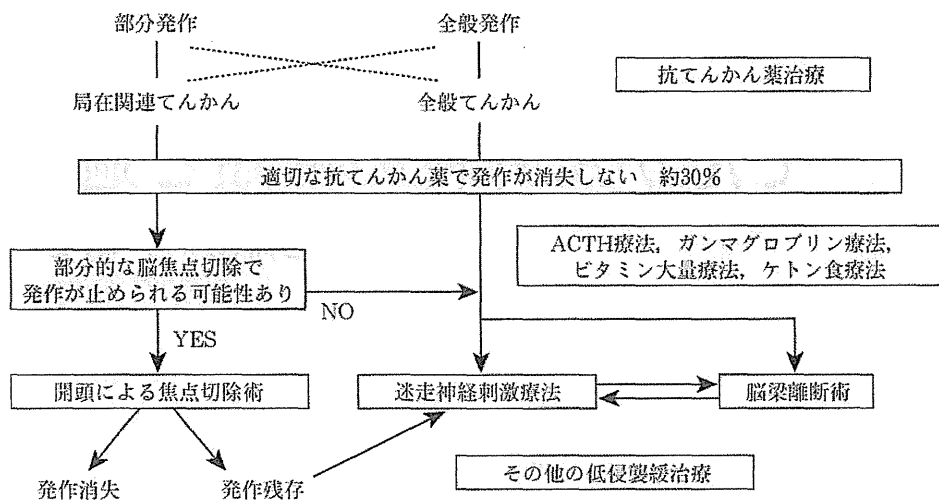 部分発作
全般発作
抗てんかん薬治療
局在関連てんかん
全般てんかん
適切な抗てんかん薬で発作が消失しない 約30%
ACTH療法，ガンマグロブリン療法，
ビタミン大量療法，ケトン食療法
部分的な脳焦点切除で
発作が止められる可能性あり
NO
YES
開頭による焦点切除術
迷走神経刺激療法
脳梁離断術
発作消失
発作残存
その他の低侵襲緩治療